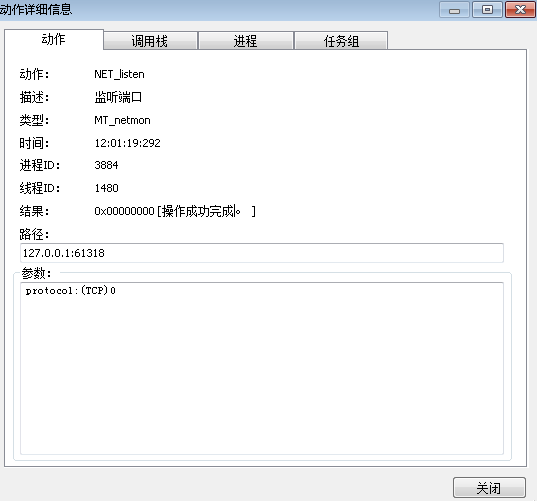 动作详细信息
动作 调用栈 进程 任务组
动作: NET_listen
描述: 监听端口
类型: MT_netmon
时间: 12:01:19:292
进程ID: 3884
线程ID: 1480
结果: 0x00000000 [操作成功完成。 ]
路径:
127.0.0.1:61318
参数:
protocol:(TCP)0
关闭